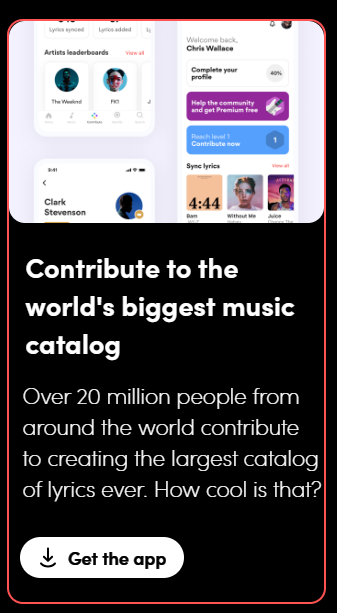 Lyrics synced
Lyrics added
Artists leaderboards
View all
The Weeknd
FK1
Contribute
Clark
Stevenson
Welcome back,
Chris Wallace
Complete your
profile
40%
Help the community
and get Premium free
Reach level 1
Contribute now
1
Sync lyrics
View all
4:44
Bam
Without Me
Juice
Contribute to the
world's biggest music
catalog
Over 20 million people from
around the world contribute
to creating the largest catalog
of lyrics ever. How cool is that?
Get the app